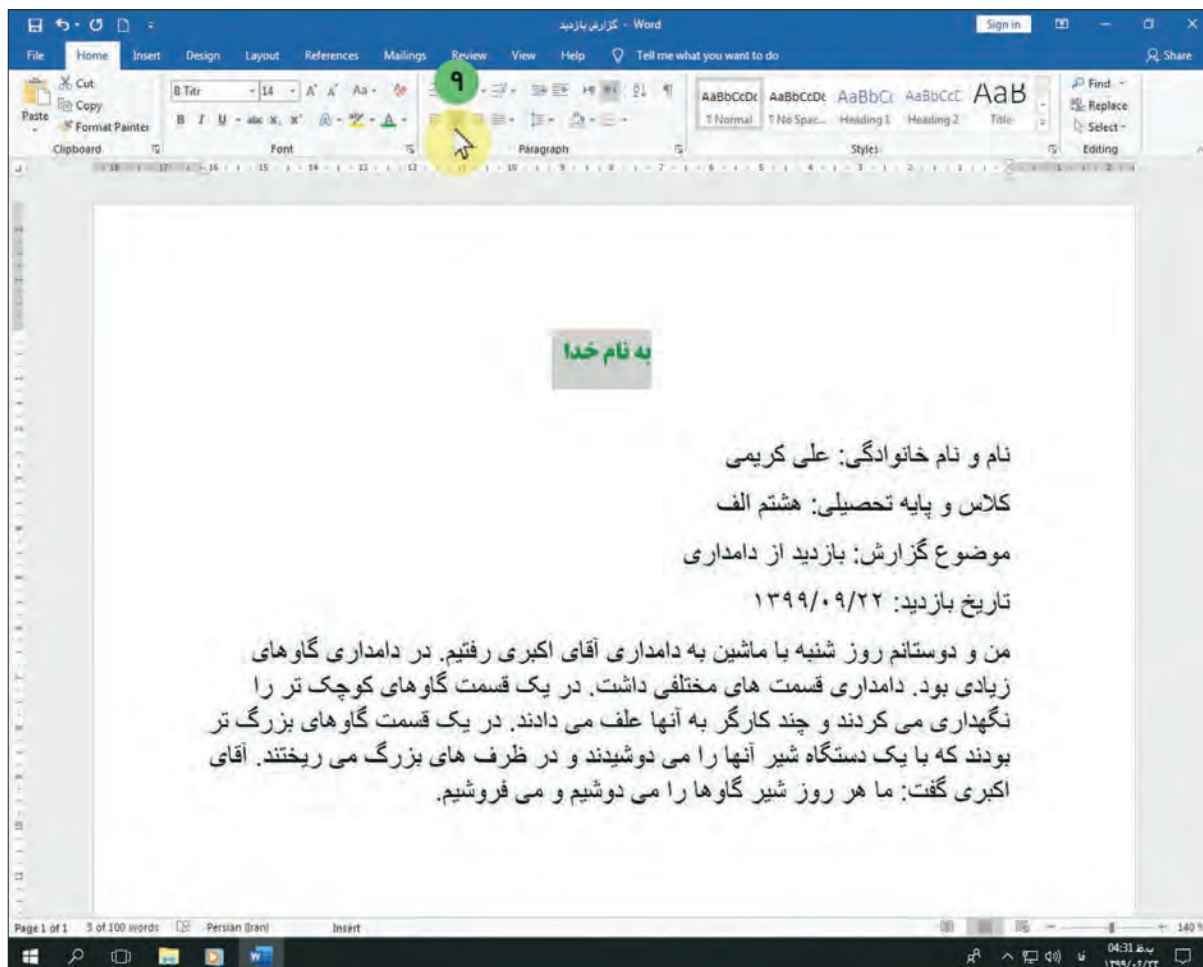 گزارش بازدید - Word
Sign in
File Home Insert Design Layout References Mailings Review View Help Tell me what you want to do Share
Cut
Copy
Paste
Format Painter
Clipboard
B Titr 14
Font
۹
Paragraph
AaBbCcDc AaBbCcDc AaBbCc AaBbCcC AaB
¶ Normal ¶ No Spac... Heading 1 Heading 2 Title
Styles
Find
Replace
Select
Editing
به نام خدا
نام و نام خانوادگی: علی کریمی
کلاس و پایه تحصیلی: هشتم الف
موضوع گزارش: بازدید از دامداری
تاریخ بازدید: ۱۳۹۹/۰۹/۲۲
من و دوستانم روز شنبه با ماشین به دامداری آقای اکبری رفتیم. در دامداری گاوهای
زیادی بود. دامداری قسمت های مختلفی داشت. در یک قسمت گاوهای کوچک تر را
نگهداری می کردند و چند کارگر به آنها علف می دادند. در یک قسمت گاوهای بزرگ تر
بودند که با یک دستگاه شیر آنها را می دوشیدند و در ظرف های بزرگ می ریختند. آقای
اکبری گفت: ما هر روز شیر گاوها را می دوشیم و می فروشیم.
Page 1 of 1 3 of 100 words Persian (Iran) Insert 140 %
فا 04:31 ب.ظ